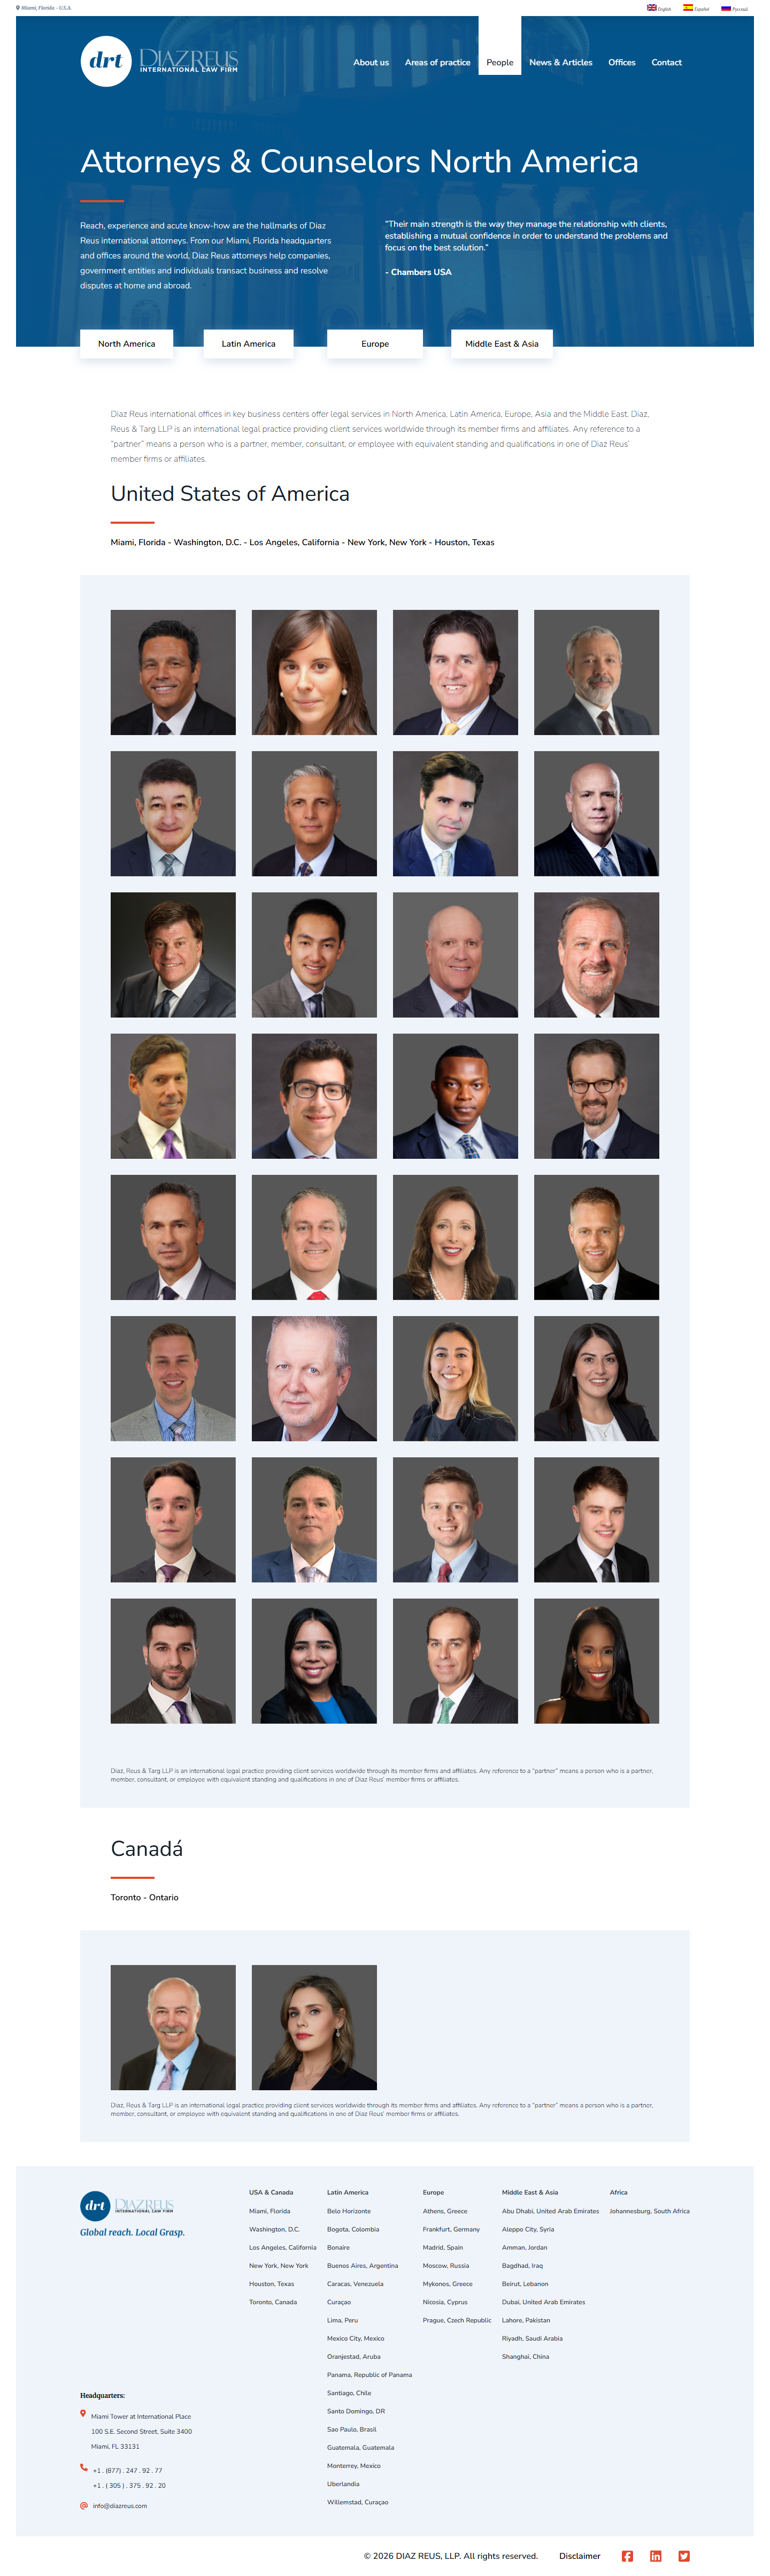 Miami, Florida - U.S.A.
English
Español
Русский
drt
DIAZREUS
INTERNATIONAL LAW FIRM
About us
Areas of practice
People
News & Articles
Offices
Contact
Attorneys & Counselors North America
Reach, experience and acute know-how are the hallmarks of Diaz
Reus international attorneys. From our Miami, Florida headquarters
and offices around the world, Diaz Reus attorneys help companies,
government entities and individuals transact business and resolve
disputes at home and abroad.
“Their main strength is the way they manage the relationship with clients,
establishing a mutual confidence in order to understand the problems and
focus on the best solution.”
- Chambers USA
North America
Latin America
Europe
Middle East & Asia
Diaz Reus international offices in key business centers offer legal services in North America, Latin America, Europe, Asia and the Middle East. Diaz,
Reus & Targ LLP is an international legal practice providing client services worldwide through its member firms and affiliates. Any reference to a
“partner” means a person who is a partner, member, consultant, or employee with equivalent standing and qualifications in one of Diaz Reus’
member firms or affiliates.
United States of America
Miami, Florida - Washington, D.C. - Los Angeles, California - New York, New York - Houston, Texas
Diaz, Reus & Targ LLP is an international legal practice providing client services worldwide through its member firms and affiliates. Any reference to a “partner” means a person who is a partner,
member, consultant, or employee with equivalent standing and qualifications in one of Diaz Reus’ member firms or affiliates.
Canadá
Toronto - Ontario
Diaz, Reus & Targ LLP is an international legal practice providing client services worldwide through its member firms and affiliates. Any reference to a “partner” means a person who is a partner,
member, consultant, or employee with equivalent standing and qualifications in one of Diaz Reus’ member firms or affiliates.
drt
DIAZREUS
INTERNATIONAL LAW FIRM
Global reach. Local Grasp.
Headquarters:
Miami Tower at International Place
100 S.E. Second Street, Suite 3400
Miami, FL 33131
+1 . (877) . 247 . 92 . 77
+1 . ( 305 ) . 375 . 92 . 20
info@diazreus.com
USA & Canada
Miami, Florida
Washington, D.C.
Los Angeles, California
New York, New York
Houston, Texas
Toronto, Canada
Latin America
Belo Horizonte
Bogota, Colombia
Bonaire
Buenos Aires, Argentina
Caracas, Venezuela
Curaçao
Lima, Peru
Mexico City, Mexico
Oranjestad, Aruba
Panama, Republic of Panama
Santiago, Chile
Santo Domingo, DR
Sao Paulo, Brasil
Guatemala, Guatemala
Monterrey, Mexico
Uberlandia
Willemstad, Curaçao
Europe
Athens, Greece
Frankfurt, Germany
Madrid, Spain
Moscow, Russia
Mykonos, Greece
Nicosia, Cyprus
Prague, Czech Republic
Middle East & Asia
Abu Dhabi, United Arab Emirates
Aleppo City, Syria
Amman, Jordan
Bagdhad, Iraq
Beirut, Lebanon
Dubai, United Arab Emirates
Lahore, Pakistan
Riyadh, Saudi Arabia
Shanghai, China
Africa
Johannesburg, South Africa
© 2026 DIAZ REUS, LLP. All rights reserved.
Disclaimer